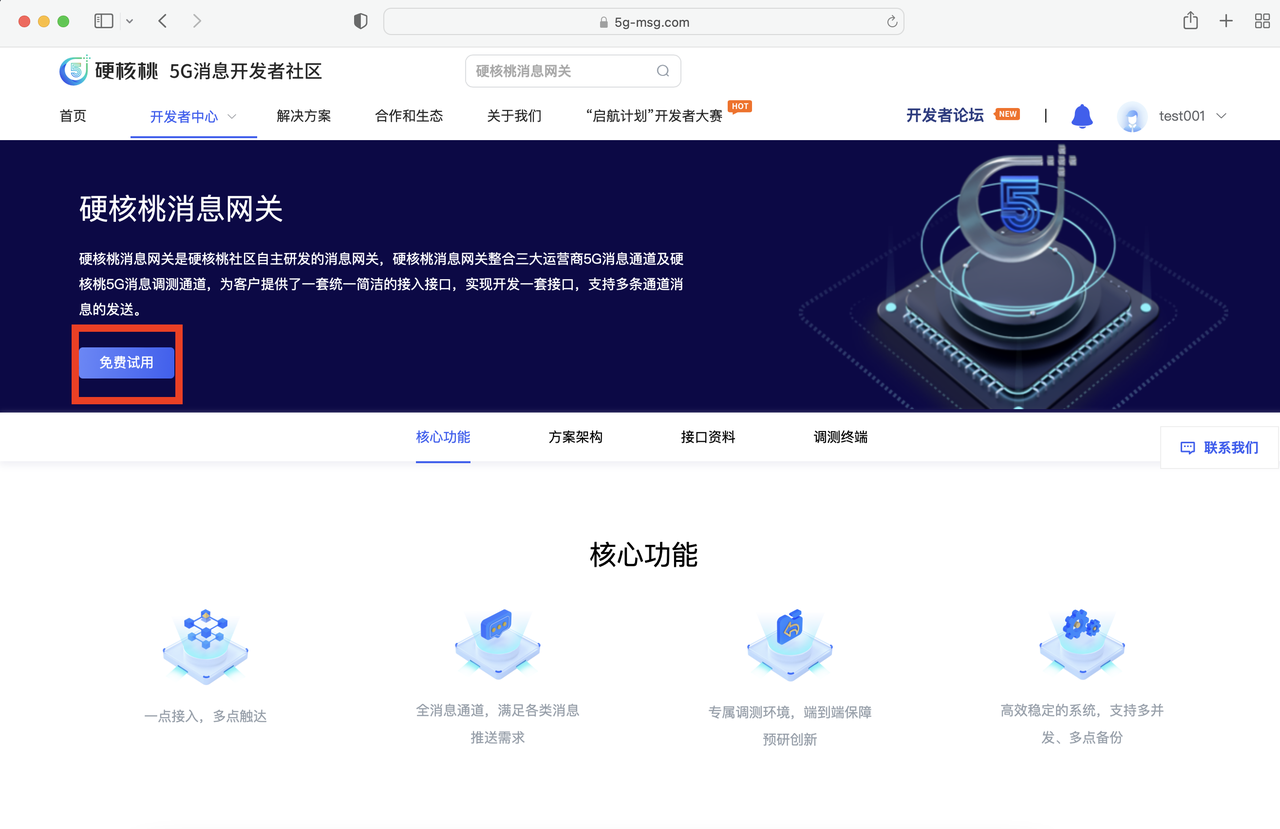 5g-msg.com
硬核桃 5G消息开发者社区
硬核桃消息网关
首页 开发者中心 解决方案 合作和生态 关于我们 “启航计划”开发者大赛 HOT 开发者论坛 NEW test001
硬核桃消息网关
硬核桃消息网关是硬核桃社区自主研发的消息网关，硬核桃消息网关整合三大运营商5G消息通道及硬
核桃5G消息调测通道，为客户提供了一套统一简洁的接入接口，实现开发一套接口，支持多条通道消
息的发送。
免费试用
5
核心功能 方案架构 接口资料 调测终端
联系我们
核心功能
一点接入，多点触达
全消息通道，满足各类消息
推送需求
专属调测环境，端到端保障
预研创新
高效稳定的系统，支持多并
发、多点备份